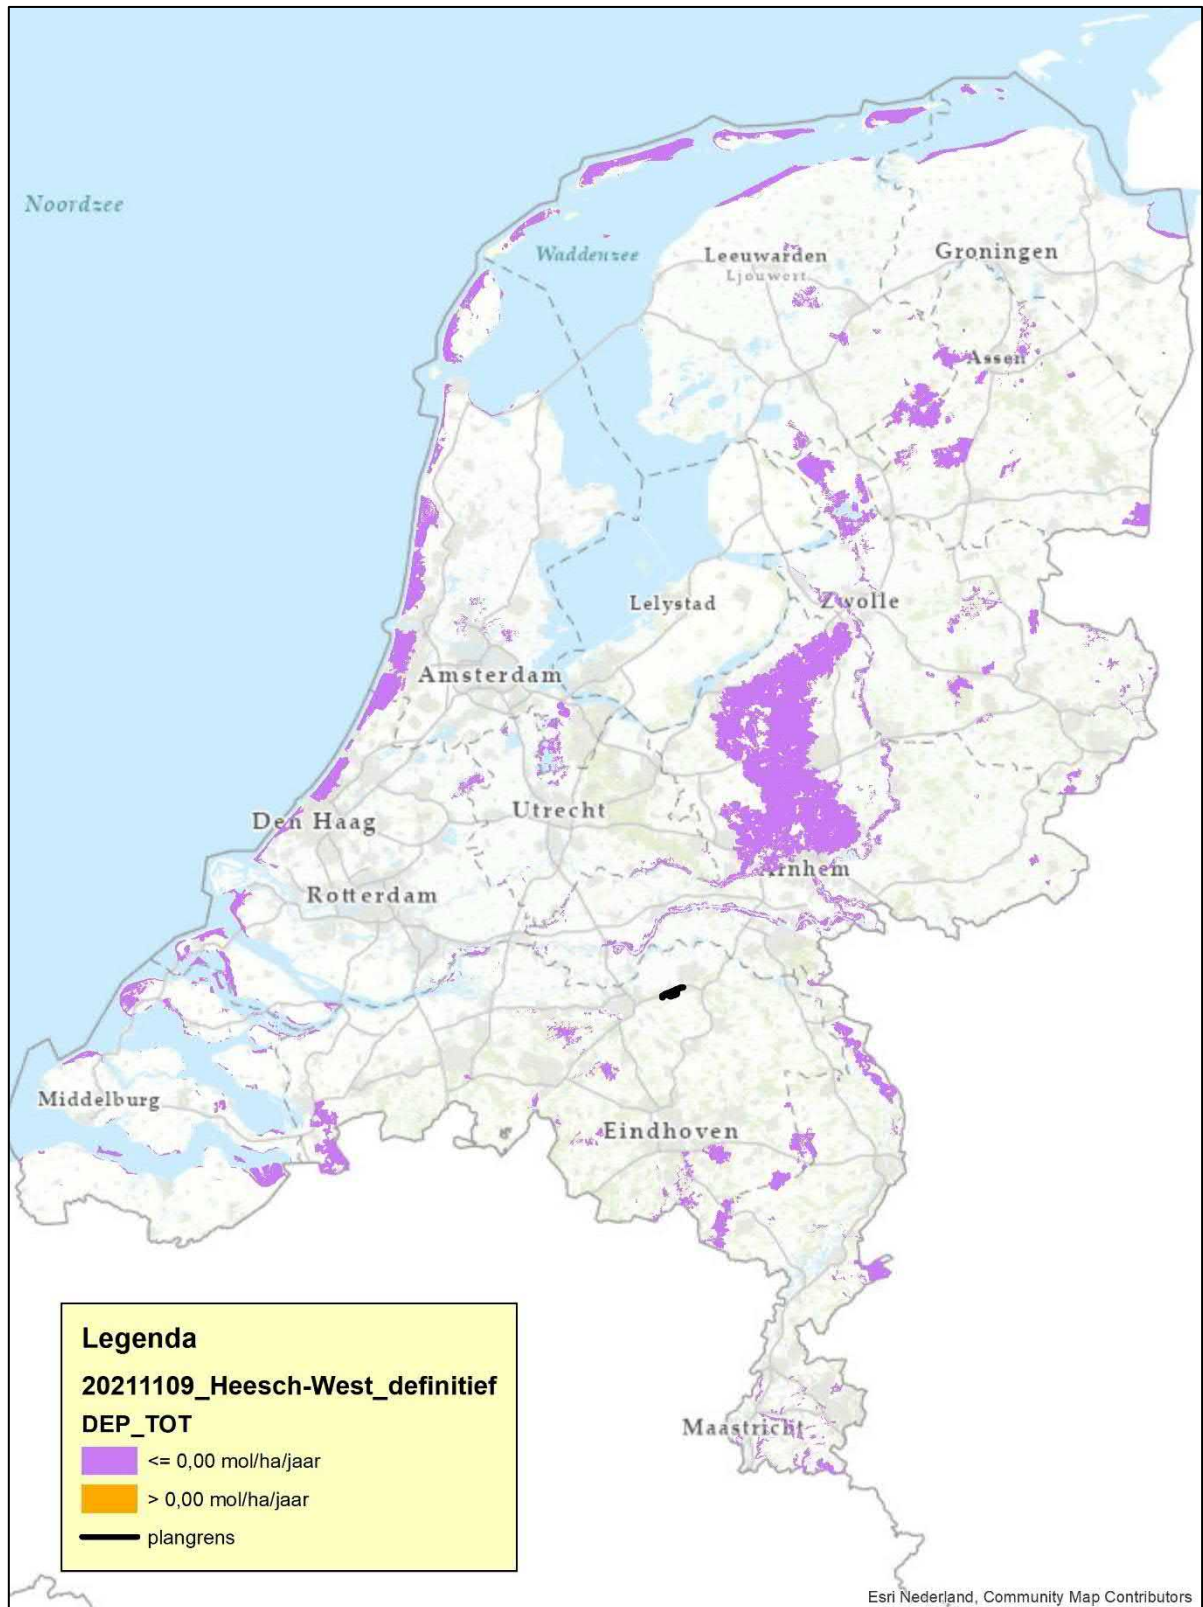 Noordzee
Waddenzee
Leeuwarden
Ljouwert
Groningen
Assen
Lelystad
Zwolle
Amsterdam
Utrecht
Den Haag
Arnhem
Rotterdam
Middelburg
Eindhoven
Maastricht
Legenda
20211109_Heesch-West_definitief
DEP_TOT
<= 0,00 mol/ha/jaar
> 0,00 mol/ha/jaar
plangrens
Esri Nederland, Community Map Contributors